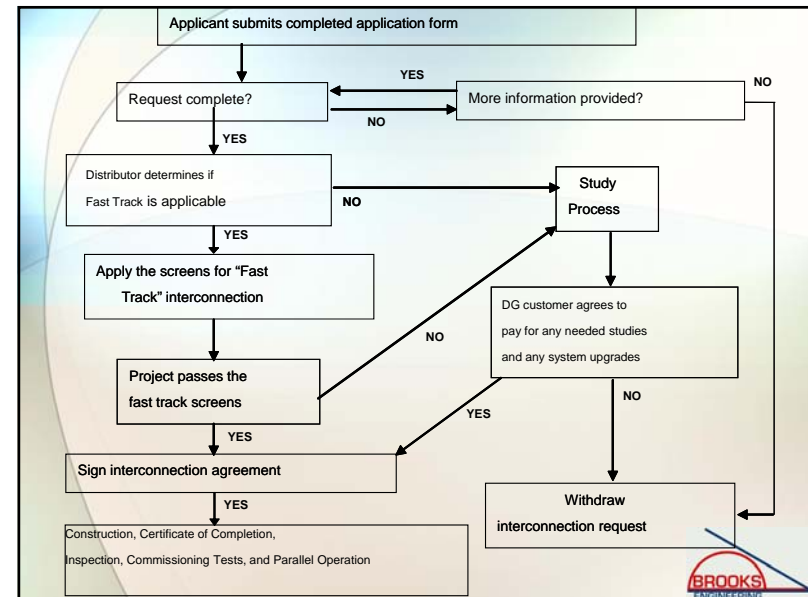 Applicant submits completed application form
YES
NO
Request complete?
More information provided?
NO
YES
Distributor determines if
Fast Track is applicable
NO
Study
Process
YES
Apply the screens for “Fast
Track” interconnection
DG customer agrees to
pay for any needed studies
and any system upgrades
NO
Project passes the
fast track screens
NO
YES
YES
Sign interconnection agreement
YES
Withdraw
interconnection request
Construction, Certificate of Completion,
Inspection, Commissioning Tests, and Parallel Operation
BROOKS
ENGINEERING